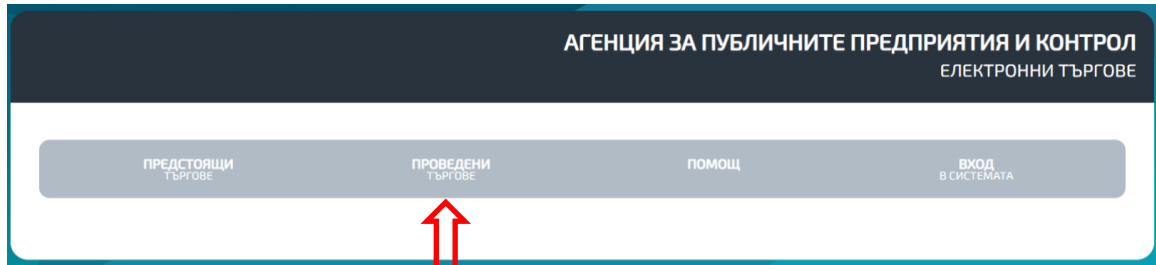 АГЕНЦИЯ ЗА ПУБЛИЧНИТЕ ПРЕДПРИЯТИЯ И КОНТРОЛ
ЕЛЕКТРОННИ ТЪРГОВЕ
ПРЕДСТОЯЩИ
ТЪРГОВЕ
ПРОВЕДЕНИ
ТЪРГОВЕ
ПОМОЩ
ВХОД
В СИСТЕМАТА